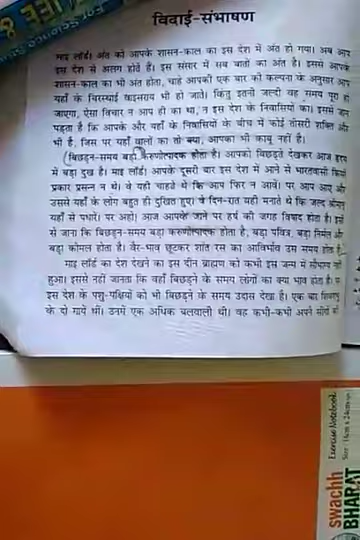 विदाई-संभाषण
माइ लॉर्ड! अंत को आपके शासन-काल का इस देश में अंत हो गया। अब आप
इस देश से अलग होते हैं। इस संसार में सब बातों का अंत है। इससे आपके
शासन-काल का भी अंत होता, चाहे आपकी एक बार की कल्पना के अनुसार आप
यहाँ के चिरस्थाई वाइसराय भी हो जाते। किंतु इतनी जल्दी वह समय पूरा हो
जाएगा, ऐसा विचार न आप ही का था, न इस देश के निवासियों का। इससे जान
पड़ता है कि आपके और यहाँ के निवासियों के बीच में कोई तीसरी शक्ति और
भी है, जिस पर यहाँ वालों का तो क्या, आपका भी काबू नहीं है।
बिछड़न-समय बड़ा करुणोत्पादक होता है। आपको बिछड़ते देखकर आज हृदय
में बड़ा दुख है। माइ लॉर्ड! आपके दूसरी बार इस देश में आने से भारतवासी किसी
प्रकार प्रसन्न न थे। वे यही चाहते थे कि आप फिर न आवें। पर आप आए और
उससे यहाँ के लोग बहुत ही दुखित हुए। वे दिन-रात यही मनाते थे कि जल्द श्रीमान्
यहाँ से पधारें। पर अहो! आज आपके जाने पर हर्ष की जगह विषाद होता है। इसी
से जाना कि बिछड़न-समय बड़ा करुणोत्पादक होता है, बड़ा पवित्र, बड़ा निर्मल और
बड़ा कोमल होता है। वैर-भाव छूटकर शांत रस का आविर्भाव उस समय होता है।
माइ लॉर्ड का देश देखने का इस दीन ब्राह्मण को कभी इस जन्म में सौभाग्य नहीं
हुआ। इससे नहीं जानता कि वहाँ बिछड़ने के समय लोगों का क्या भाव होता है। पर
इस देश के पशु-पक्षियों को भी बिछड़ने के समय उदास देखा है। एक बार शिवशंभु
के दो गायें थीं। उनमें एक अधिक बलवाली थी। वह कभी-कभी अपने सींगों की
Exercise Notebook
swachh
BHARAT